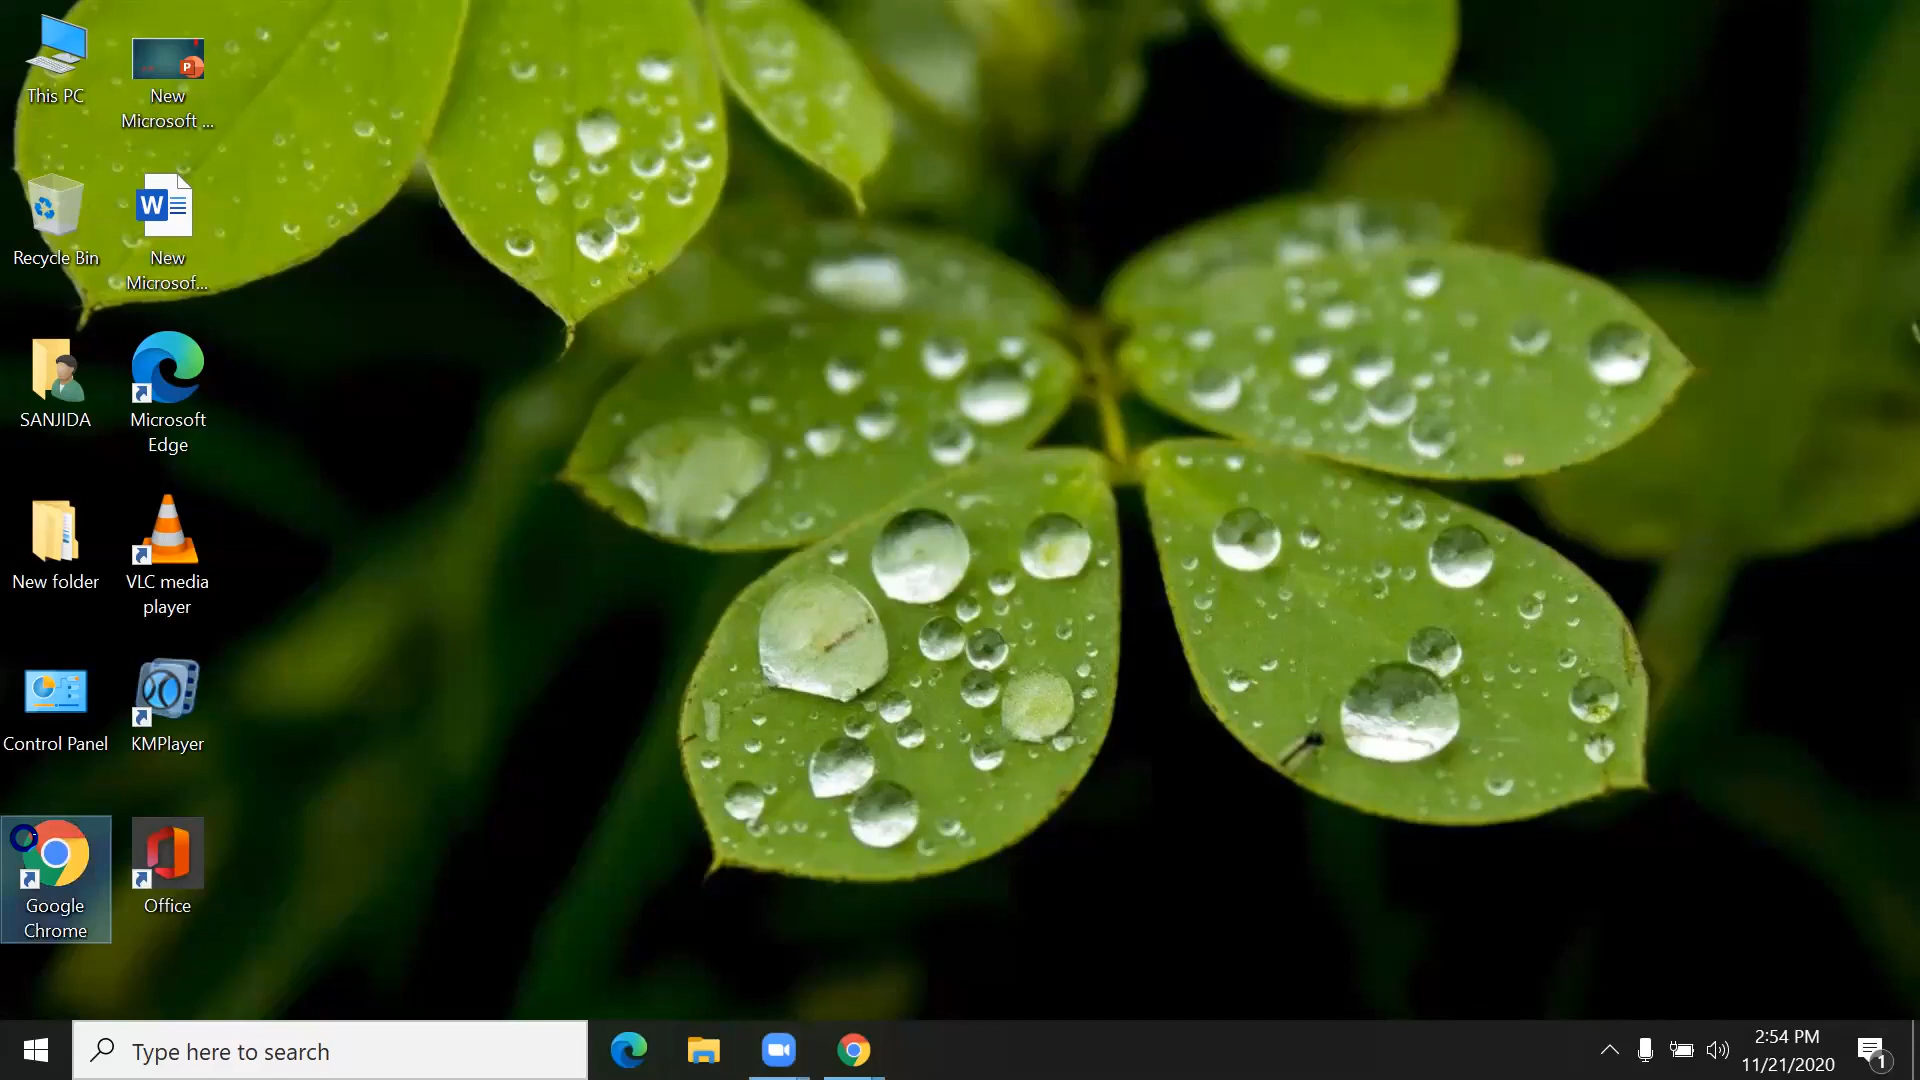 This PC
New
Microsoft ...
Recycle Bin
New
Microsof...
SANJIDA
Microsoft
Edge
New folder
VLC media
player
Control Panel
KMPlayer
Google
Chrome
Office
Type here to search
2:54 PM
11/21/2020
1
P
W